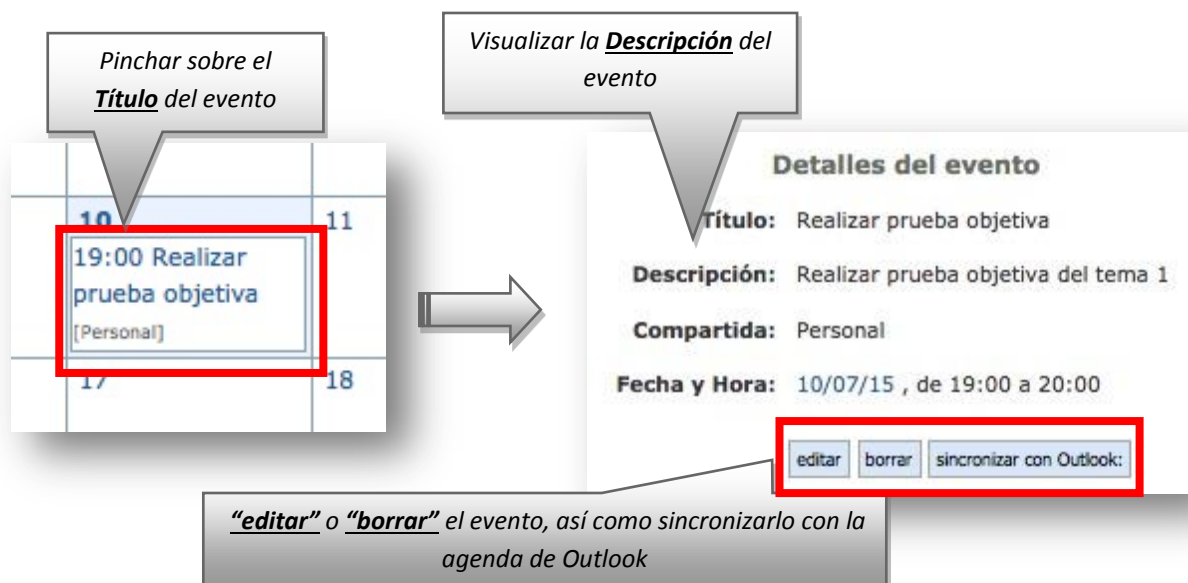 Pinchar sobre el
Título del evento
Visualizar la Descripción del
evento
10
11
19:00 Realizar
prueba objetiva
[Personal]
17
18
Detalles del evento
Título: Realizar prueba objetiva
Descripción: Realizar prueba objetiva del tema 1
Compartida: Personal
Fecha y Hora: 10/07/15 , de 19:00 a 20:00
editar borrar sincronizar con Outlook:
“editar” o “borrar” el evento, así como sincronizarlo con la
agenda de Outlook